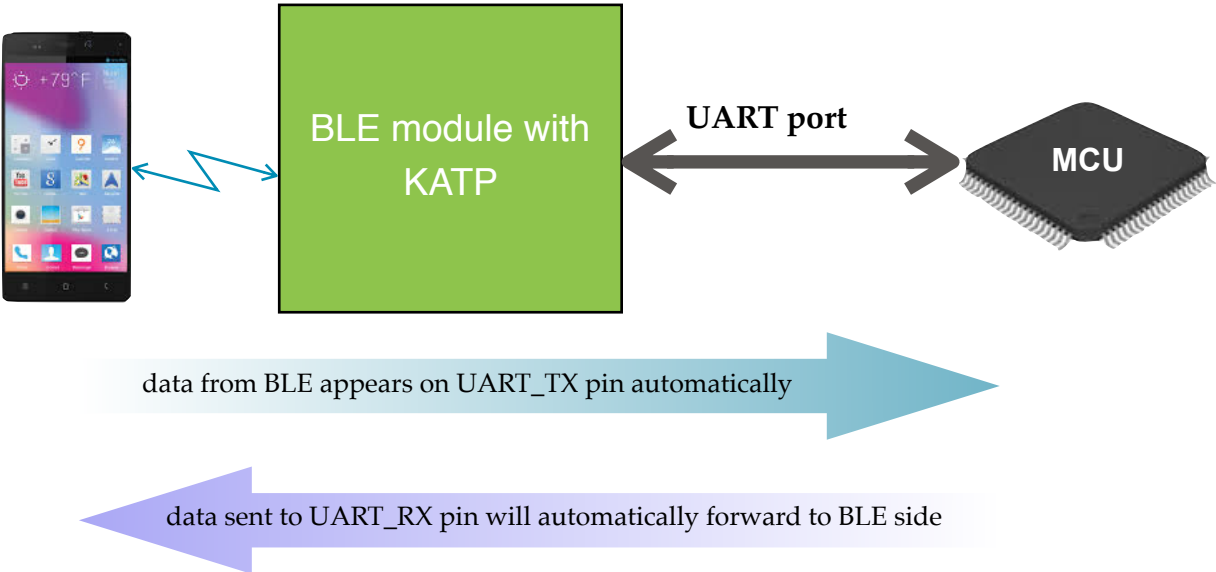 +79°F
BLE module with
KATP
UART port
MCU
data from BLE appears on UART_TX pin automatically
data sent to UART_RX pin will automatically forward to BLE side